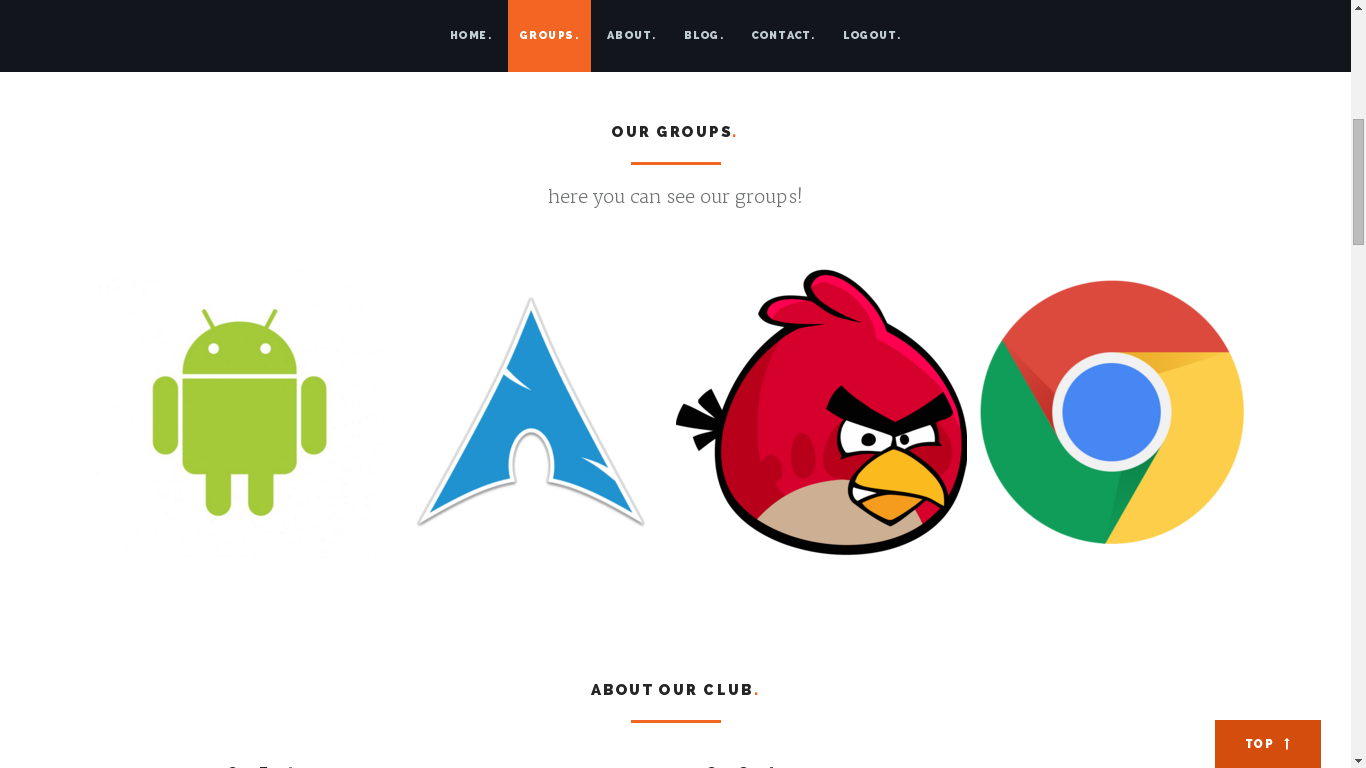 HOME. GROUPS. ABOUT. BLOG. CONTACT. LOGOUT.
OUR GROUPS.
here you can see our groups!
ABOUT OUR CLUB.
TOP ↑